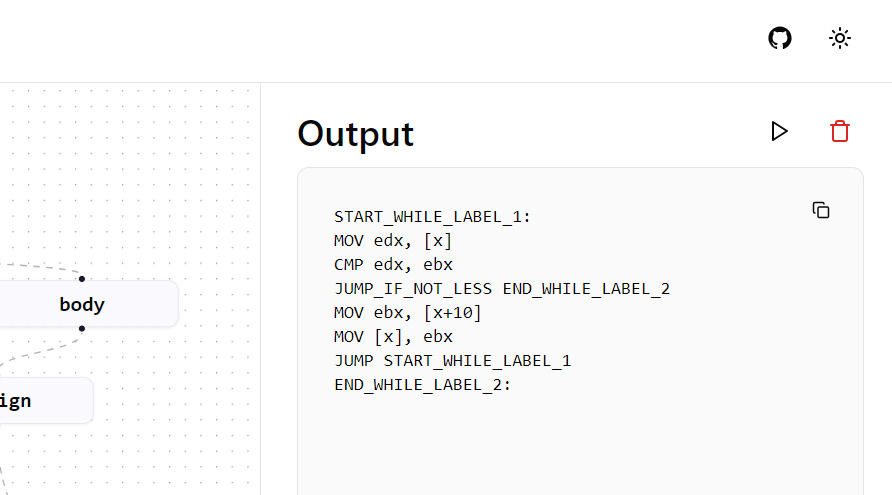 Output
START_WHILE_LABEL_1:
MOV edx, [x]
CMP edx, ebx
JUMP_IF_NOT_LESS END_WHILE_LABEL_2
MOV ebx, [x+10]
MOV [x], ebx
JUMP START_WHILE_LABEL_1
END_WHILE_LABEL_2:
body
ign